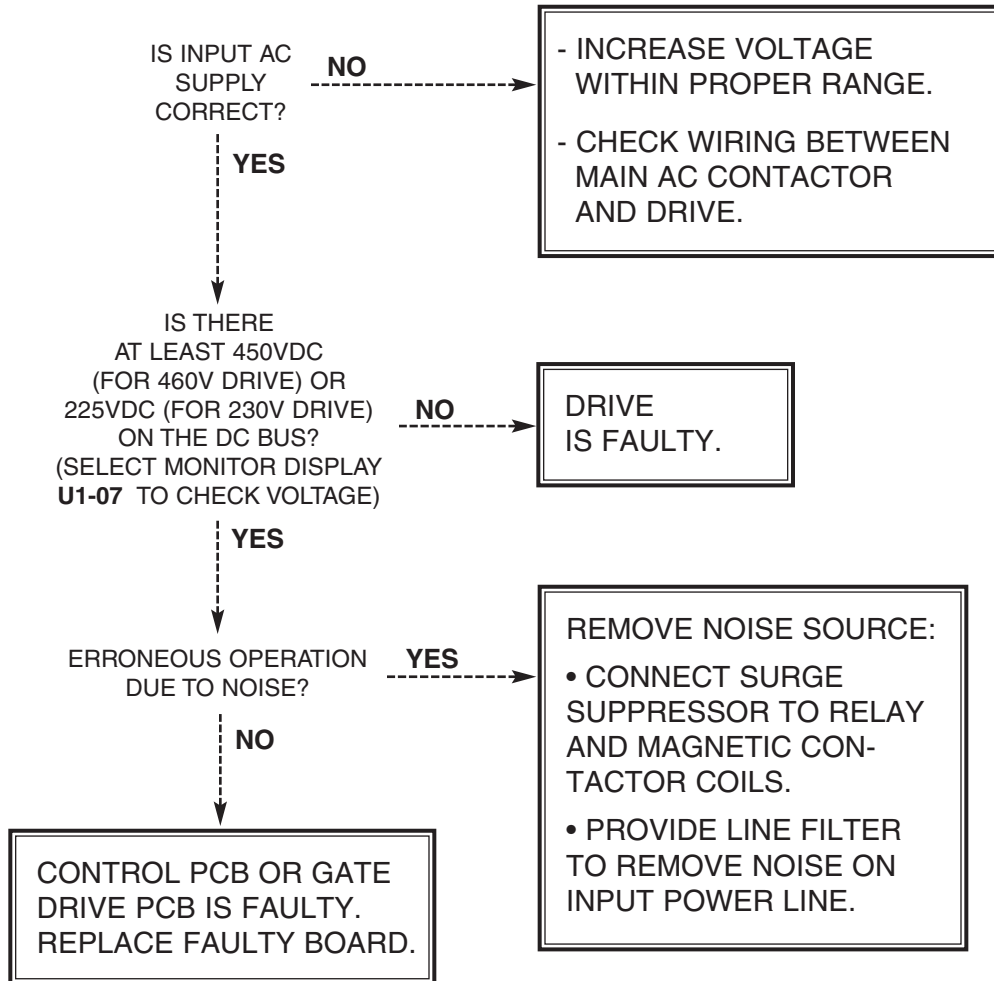 IS INPUT AC
SUPPLY
CORRECT?
NO
- INCREASE VOLTAGE
WITHIN PROPER RANGE.
- CHECK WIRING BETWEEN
MAIN AC CONTACTOR
AND DRIVE.
YES
IS THERE
AT LEAST 450VDC
(FOR 460V DRIVE) OR
225VDC (FOR 230V DRIVE)
ON THE DC BUS?
(SELECT MONITOR DISPLAY
U1-07 TO CHECK VOLTAGE)
NO
DRIVE
IS FAULTY.
YES
ERRONEOUS OPERATION
DUE TO NOISE?
YES
REMOVE NOISE SOURCE:
• CONNECT SURGE
SUPPRESSOR TO RELAY
AND MAGNETIC CON-
TACTOR COILS.
• PROVIDE LINE FILTER
TO REMOVE NOISE ON
INPUT POWER LINE.
NO
CONTROL PCB OR GATE
DRIVE PCB IS FAULTY.
REPLACE FAULTY BOARD.